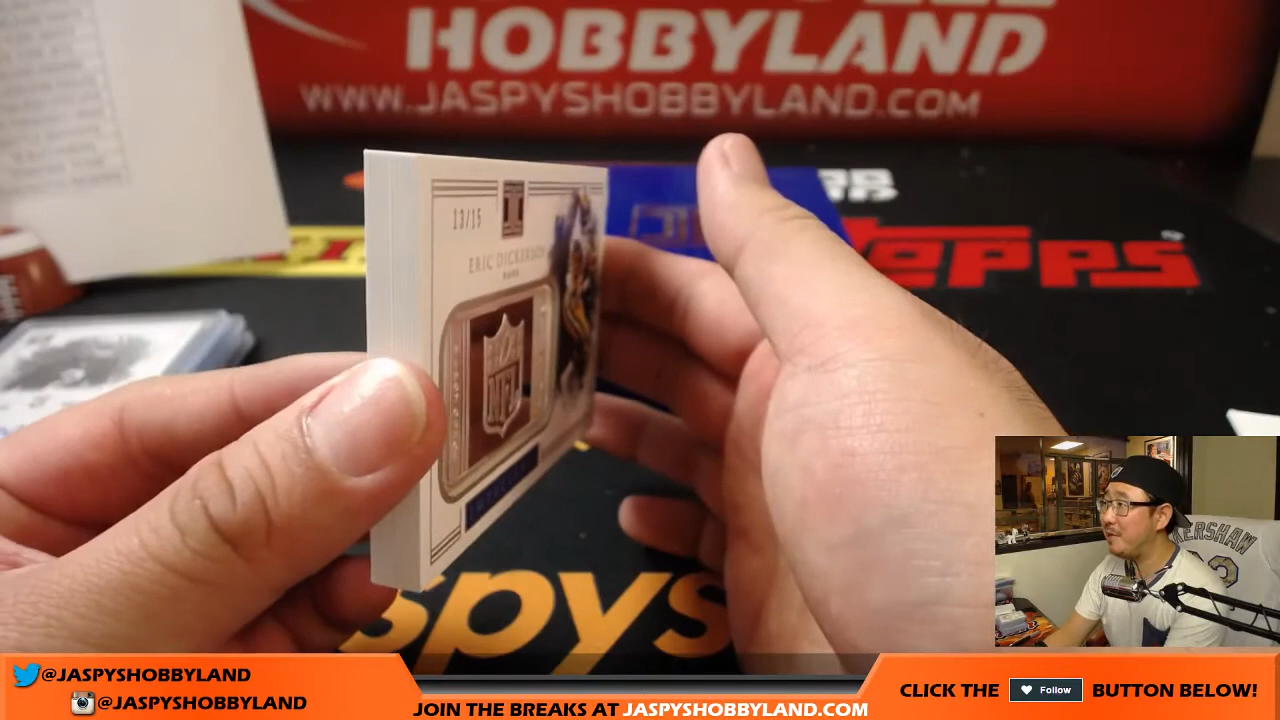 HOBBYLAND
WWW.JASPYSHOBBYLAND.COM
TOPPS
13/15
ERIC DICKERSON
RAMS
NFL
spys
KERSHAW
@JASPYSHOBBYLAND
@JASPYSHOBBYLAND
JOIN THE BREAKS AT JASPYSHOBBYLAND.COM
CLICK THE Follow BUTTON BELOW!